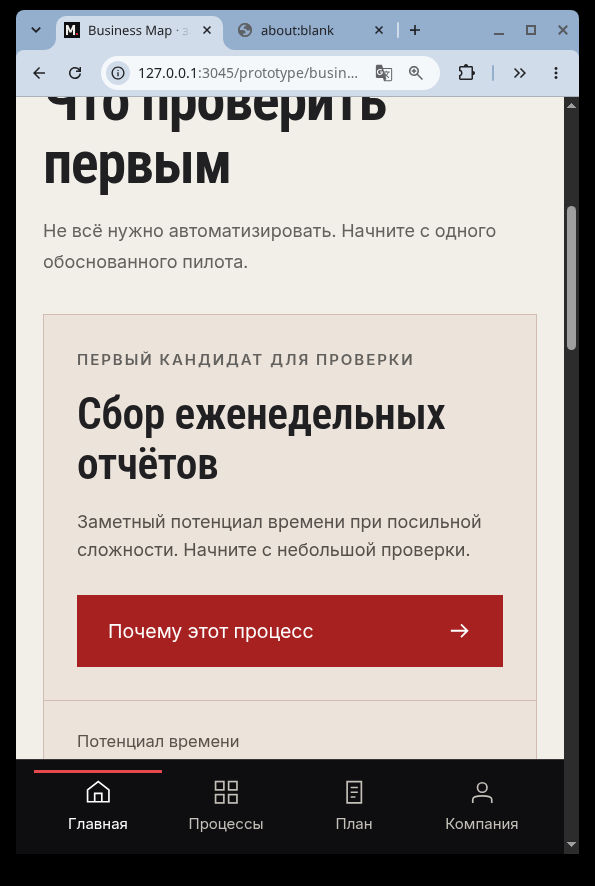 Business Map · з
about:blank
127.0.0.1:3045/prototype/busin...
Что проверить
первым
Не всё нужно автоматизировать. Начните с одного
обоснованного пилота.
ПЕРВЫЙ КАНДИДАТ ДЛЯ ПРОВЕРКИ
Сбор еженедельных
отчётов
Заметный потенциал времени при посильной
сложности. Начните с небольшой проверки.
Почему этот процесс
Потенциал времени
Главная
Процессы
План
Компания